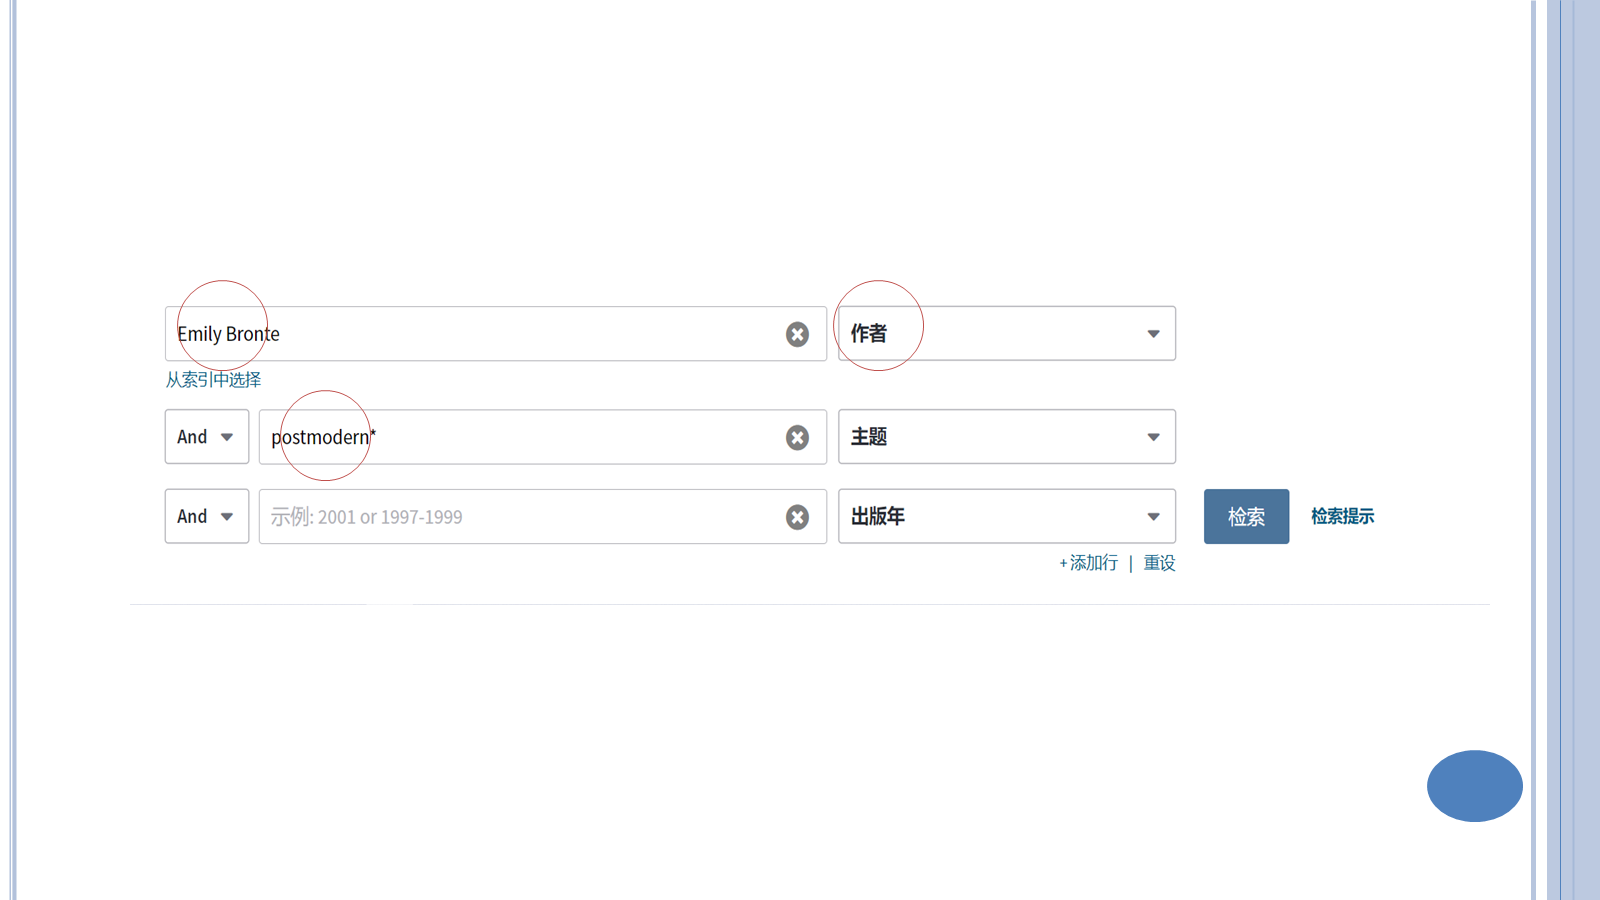 Emily Bronte 作者
从索引中选择
And postmodern* 主题
And 示例: 2001 or 1997-1999 出版年 检索 检索提示
+ 添加行 | 重设